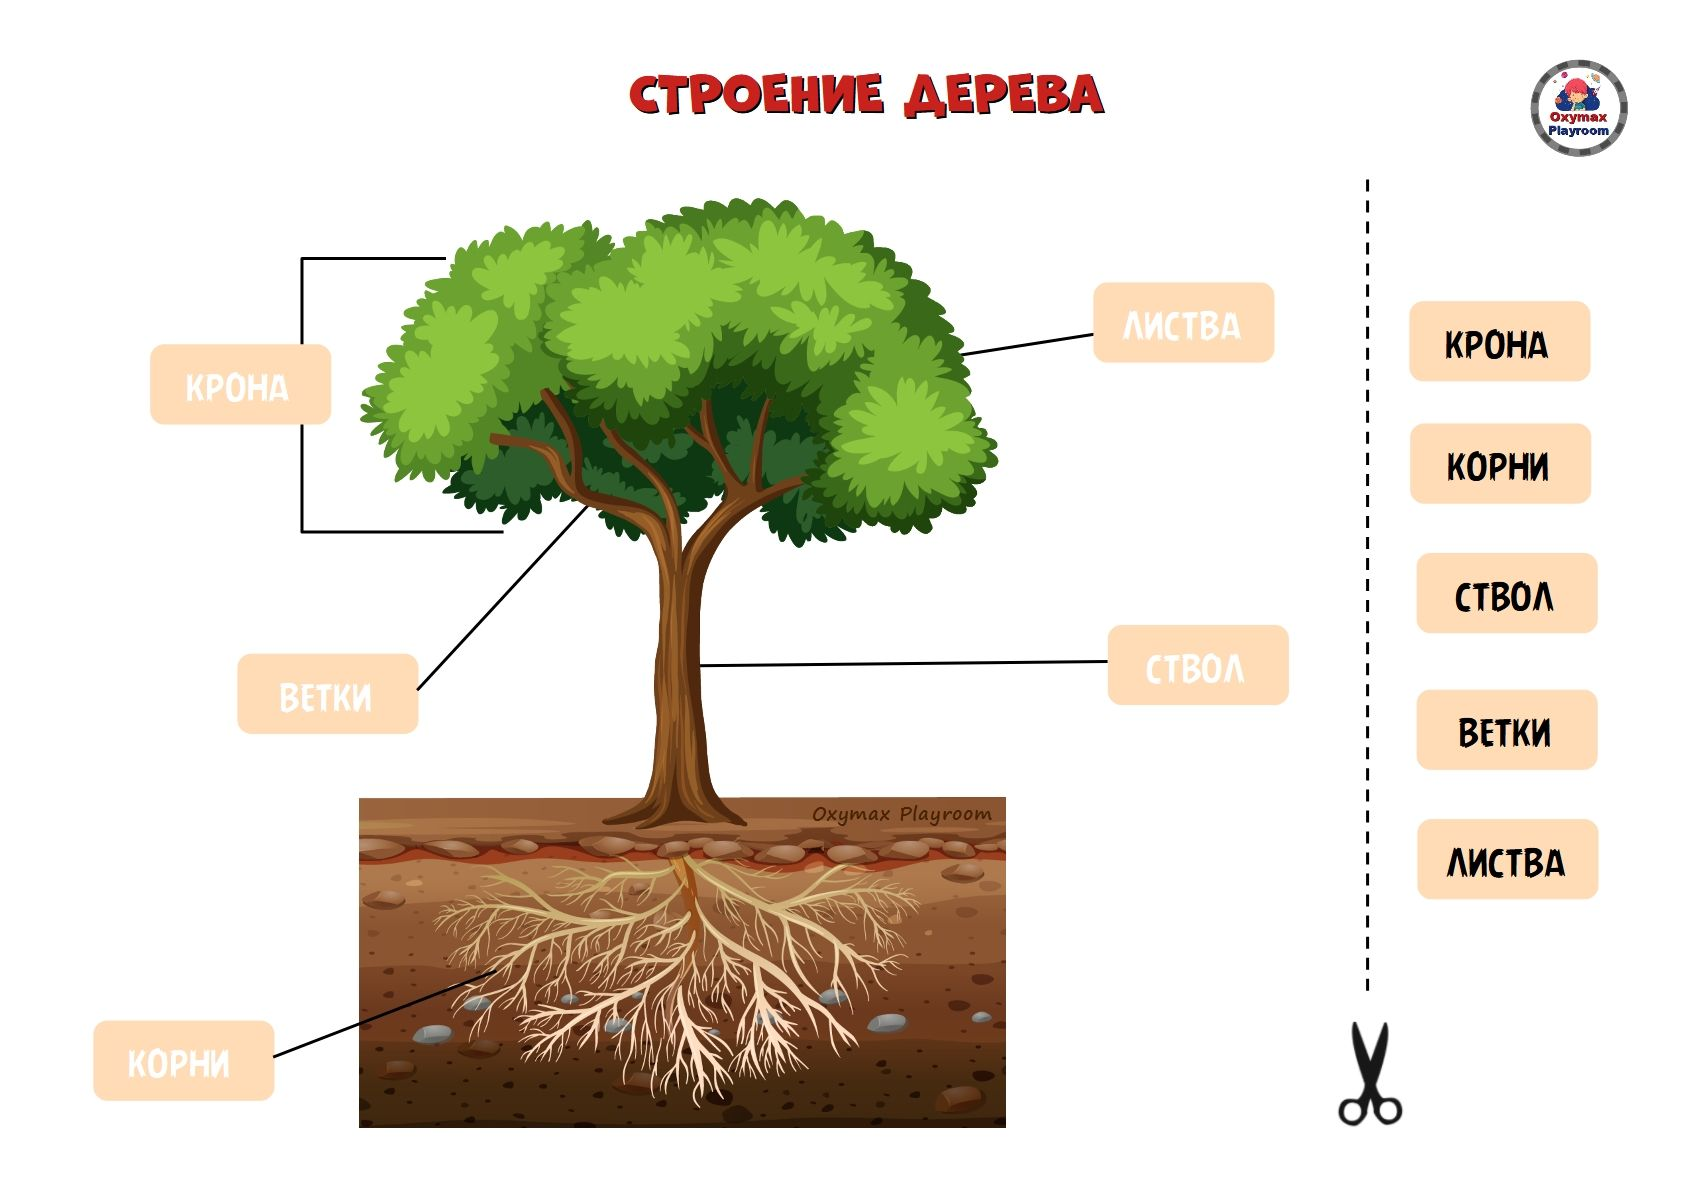 СТРОЕНИЕ ДЕРЕВА
Oxymax
Playroom
ЛИСТВА
КРОНА
КРОНА
КОРНИ
СТВОЛ
СТВОЛ
ВЕТКИ
ВЕТКИ
Oxymax Playroom
ЛИСТВА
КОРНИ